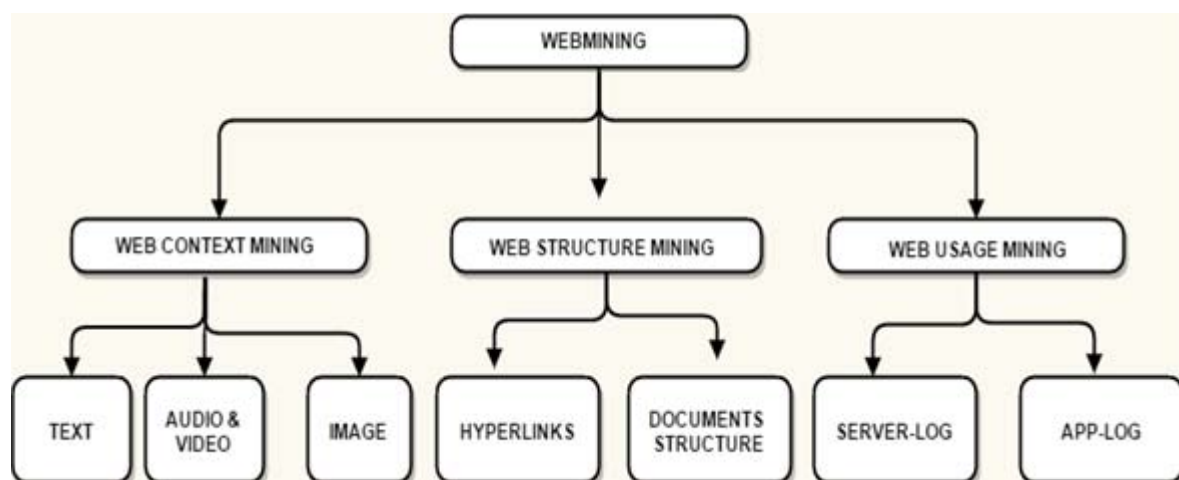 WEBMINING
WEB CONTEXT MINING
WEB STRUCTURE MINING
WEB USAGE MINING
TEXT
AUDIO &
VIDEO
IMAGE
HYPERLINKS
DOCUMENTS
STRUCTURE
SERVER-LOG
APP-LOG